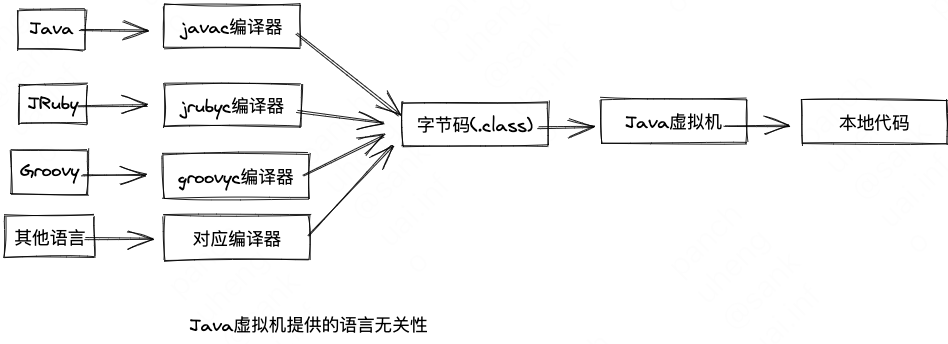 Java
javac编译器
JRuby
jrubyc编译器
Groovy
groovyc编译器
其他语言
对应编译器
字节码(.class)
Java虚拟机
本地代码
Java虚拟机提供的语言无关性